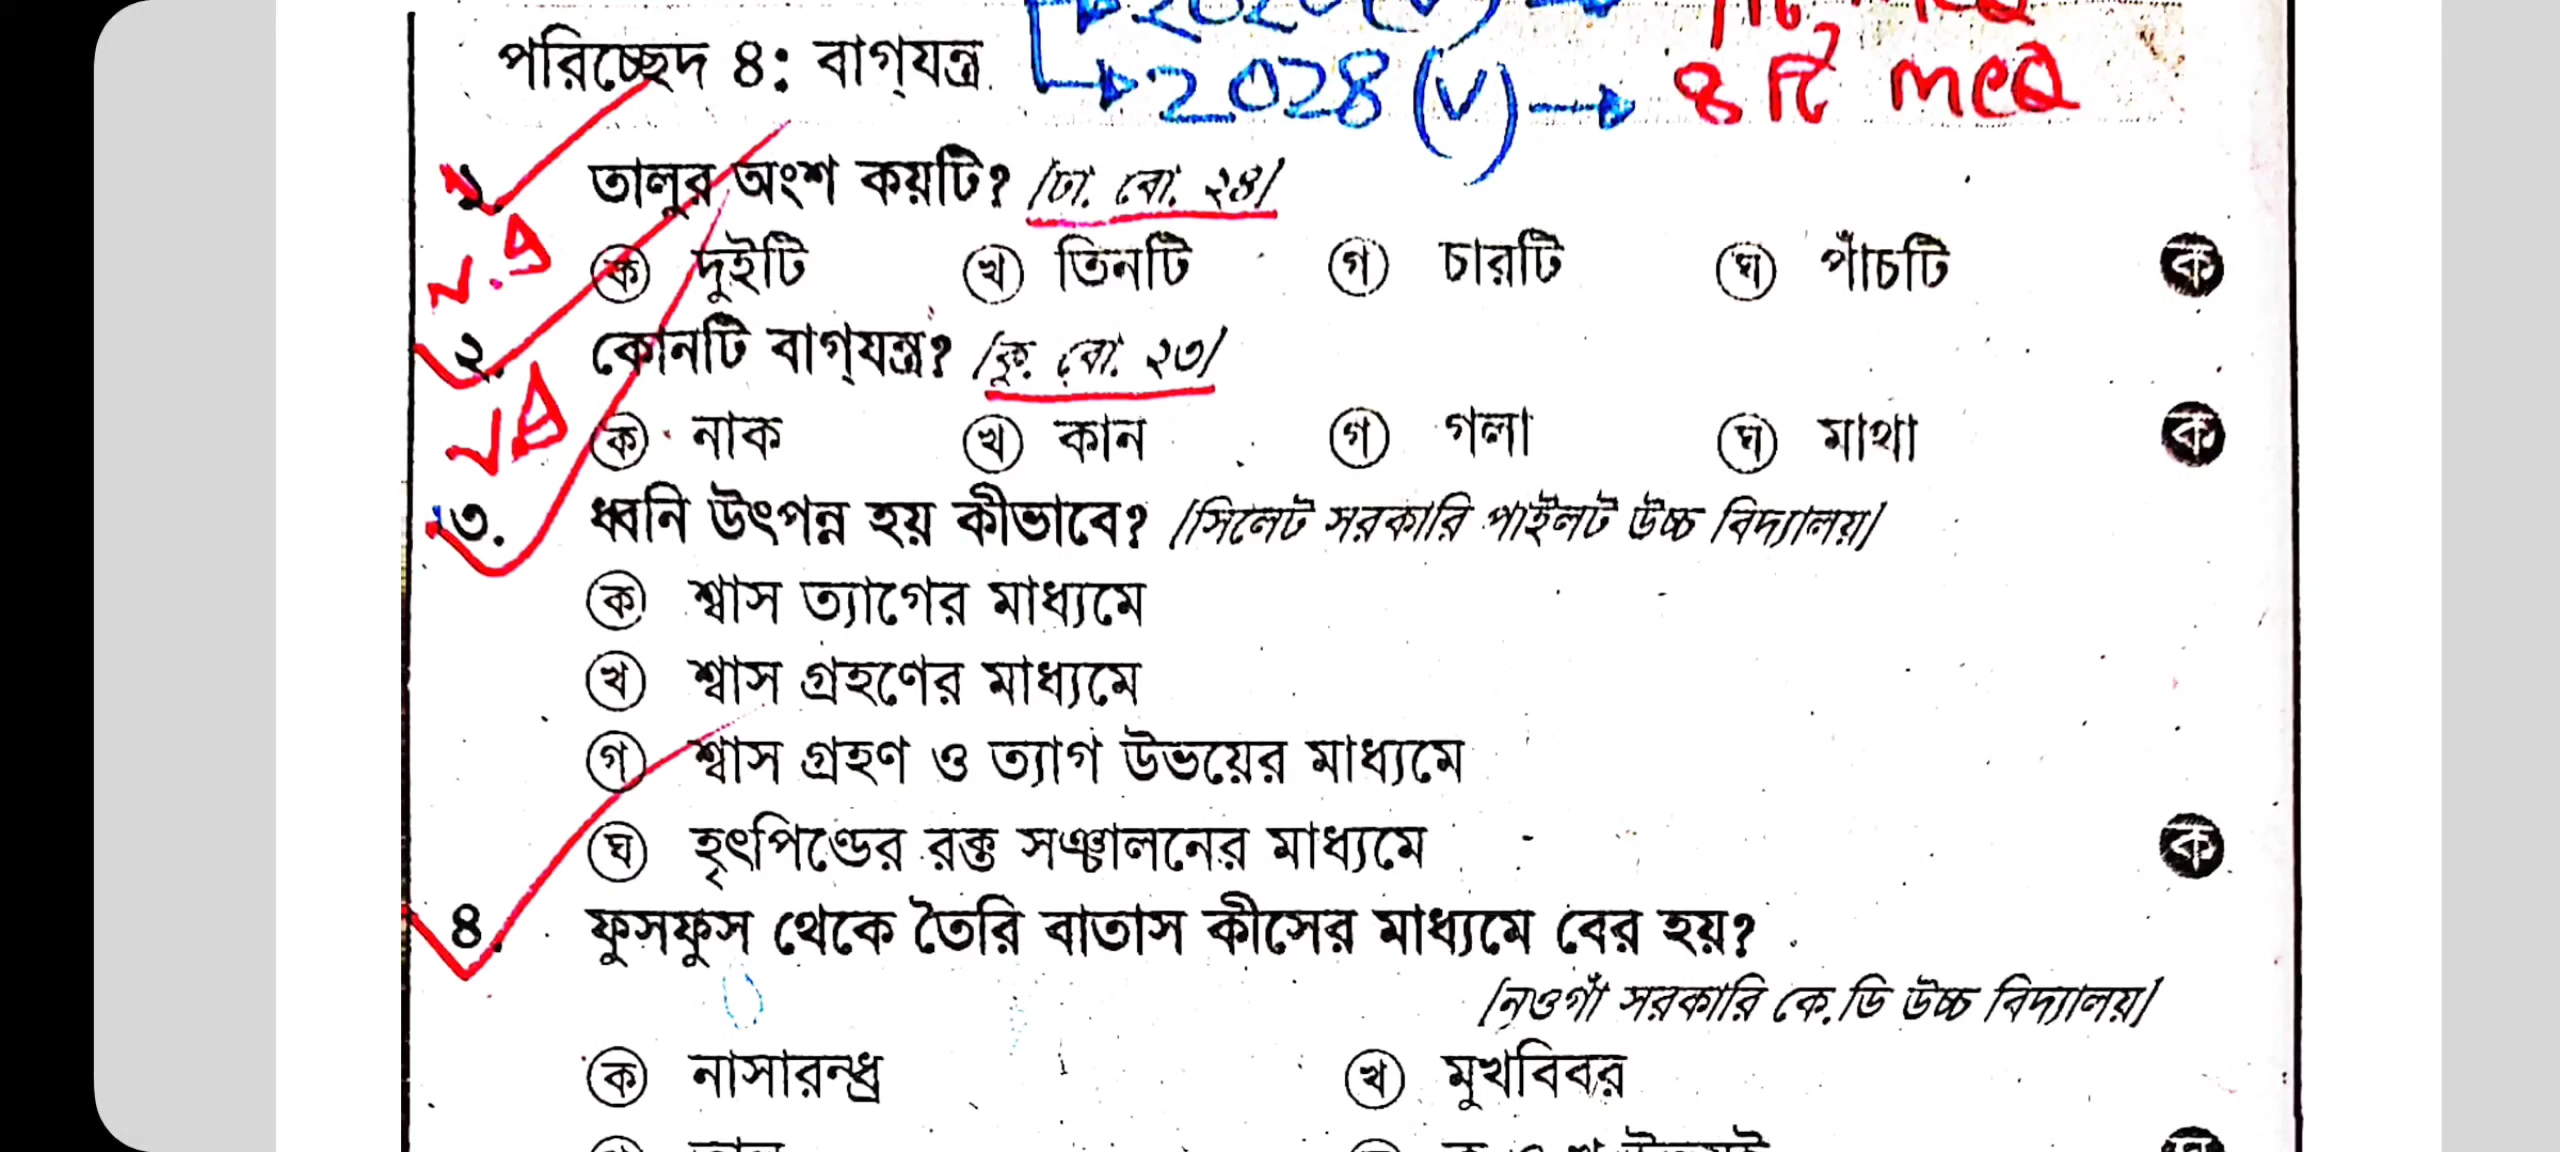 পরিচ্ছেদ ৪: বাগ্‌যন্ত্র
→ 2028 (V) → ৪ টি MCQ
১. তালুর অংশ কয়টি? [ঢা. বো. ২৪]
ক দুইটি খ তিনটি গ চারটি ঘ পাঁচটি ক
২. কোনটি বাগ্‌যন্ত্র? [কু. বো. ২৩]
ক নাক খ কান গ গলা ঘ মাথা ক
৩. ধ্বনি উৎপন্ন হয় কীভাবে? [সিলেট সরকারি পাইলট উচ্চ বিদ্যালয়]
ক শ্বাস ত্যাগের মাধ্যমে
খ শ্বাস গ্রহণের মাধ্যমে
গ শ্বাস গ্রহণ ও ত্যাগ উভয়ের মাধ্যমে
ঘ হৃৎপিণ্ডের রক্ত সঞ্চালনের মাধ্যমে ক
৪. ফুসফুস থেকে তৈরি বাতাস কীসের মাধ্যমে বের হয়?
[নওগাঁ সরকারি কে.ডি উচ্চ বিদ্যালয়]
ক নাসারন্ধ্র খ মুখবিবর